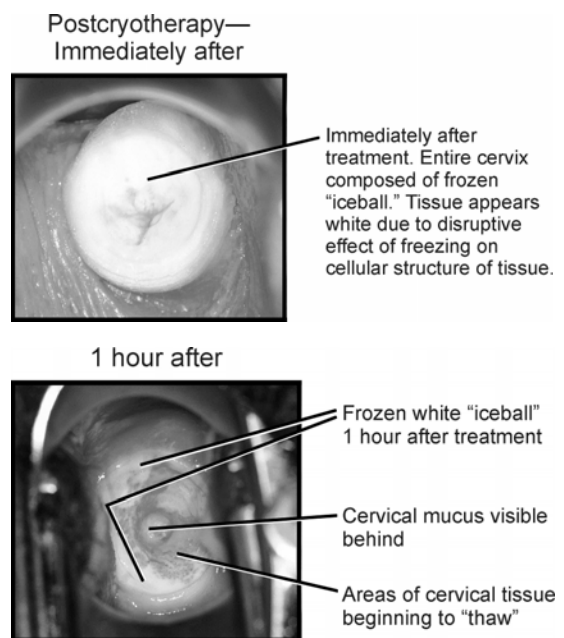 Postcryotherapy—
Immediately after
Immediately after
treatment. Entire cervix
composed of frozen
“iceball.” Tissue appears
white due to disruptive
effect of freezing on
cellular structure of tissue.
1 hour after
Frozen white “iceball”
1 hour after treatment
Cervical mucus visible
behind
Areas of cervical tissue
beginning to “thaw”